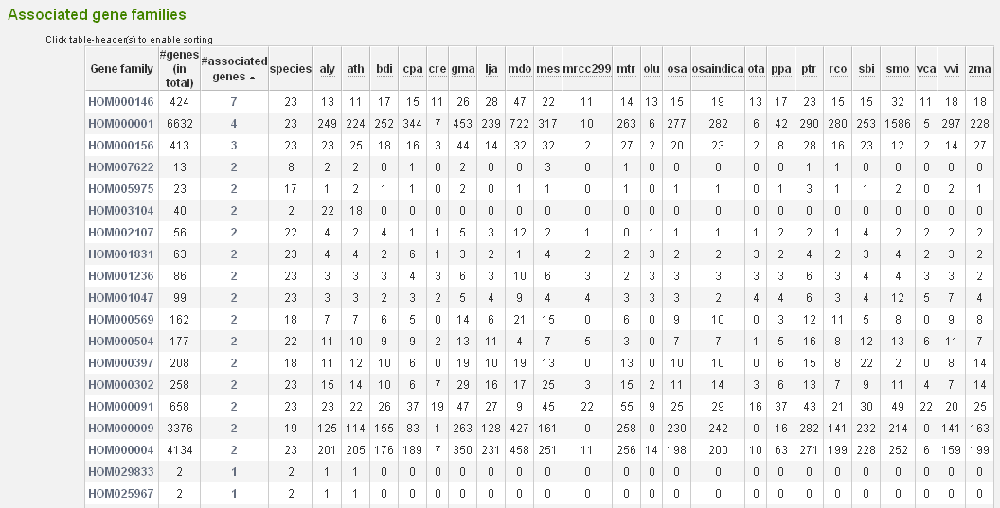 Associated gene families
Click table-header(s) to enable sorting
Gene family #genes (in total) #associated genes species aly ath bdi cpa cre gma lja mdo mes mrcc299 mtr olu osa osaindica ota ppa ptr rco sbi smo vca vvi zma
HOM000146 424 7 23 13 11 17 15 11 26 28 47 22 11 14 13 15 19 13 17 23 15 15 32 11 18 18
HOM000001 6632 4 23 249 224 252 344 7 453 239 722 317 10 263 6 277 282 6 42 290 280 253 1586 5 297 228
HOM000156 413 3 23 23 25 18 16 3 44 14 32 32 2 27 2 20 23 2 8 28 16 23 12 2 14 27
HOM007622 13 2 8 2 2 0 1 0 2 0 0 3 0 1 0 0 0 0 0 1 1 0 0 0 0 0
HOM005975 23 2 17 1 2 1 1 0 2 0 1 1 0 1 0 1 1 0 1 3 1 1 2 0 2 1
HOM003104 40 2 2 22 18 0 0 0 0 0 0 0 0 0 0 0 0 0 0 0 0 0 0 0 0 0
HOM002107 56 2 22 4 2 4 1 1 5 3 12 2 1 0 1 1 1 1 2 2 1 4 2 2 2 2
HOM001831 63 2 23 4 4 2 6 1 3 2 1 4 2 2 3 2 2 3 2 4 2 3 4 3 2 2
HOM001236 86 2 23 3 3 3 4 3 6 3 10 6 3 2 3 3 3 3 3 6 3 4 4 3 3 2
HOM001047 99 2 23 3 3 2 3 2 5 4 9 4 4 3 3 3 2 4 4 6 3 4 12 5 7 4
HOM000569 162 2 18 7 7 6 5 0 14 6 21 15 0 6 0 9 10 0 3 12 11 5 8 0 9 8
HOM000504 177 2 22 11 10 9 9 2 13 11 4 7 5 3 0 7 7 1 5 16 8 12 13 6 11 7
HOM000397 208 2 18 11 12 10 6 0 19 10 19 13 0 13 0 10 10 0 6 15 8 22 2 0 8 14
HOM000302 258 2 23 15 14 10 6 7 29 16 17 25 3 15 2 11 14 3 6 13 7 9 11 4 7 14
HOM000091 658 2 23 23 22 26 37 19 47 27 9 45 22 55 9 25 29 16 37 43 21 30 49 22 20 25
HOM000009 3376 2 19 125 114 155 83 1 263 128 427 161 0 258 0 230 242 0 16 282 141 232 214 0 141 163
HOM000004 4134 2 23 201 205 176 189 7 350 231 458 251 11 256 14 198 200 10 63 271 199 228 252 6 159 199
HOM029833 2 1 2 1 1 0 0 0 0 0 0 0 0 0 0 0 0 0 0 0 0 0 0 0 0 0
HOM025967 2 1 2 1 1 0 0 0 0 0 0 0 0 0 0 0 0 0 0 0 0 0 0 0 0 0